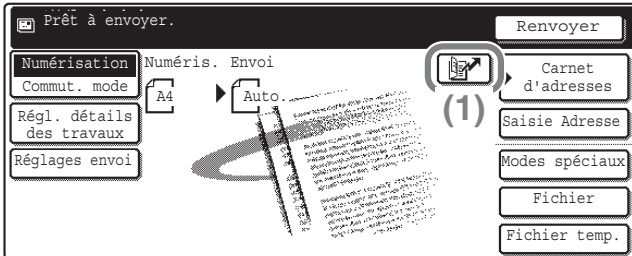 Prêt à envoyer.
Renvoyer
Numérisation
Commut. mode
Numéris. Envoi
A4
Auto.
(1)
Carnet
d'adresses
Régl. détails
des travaux
Saisie Adresse
Réglages envoi
Modes spéciaux
Fichier
Fichier temp.